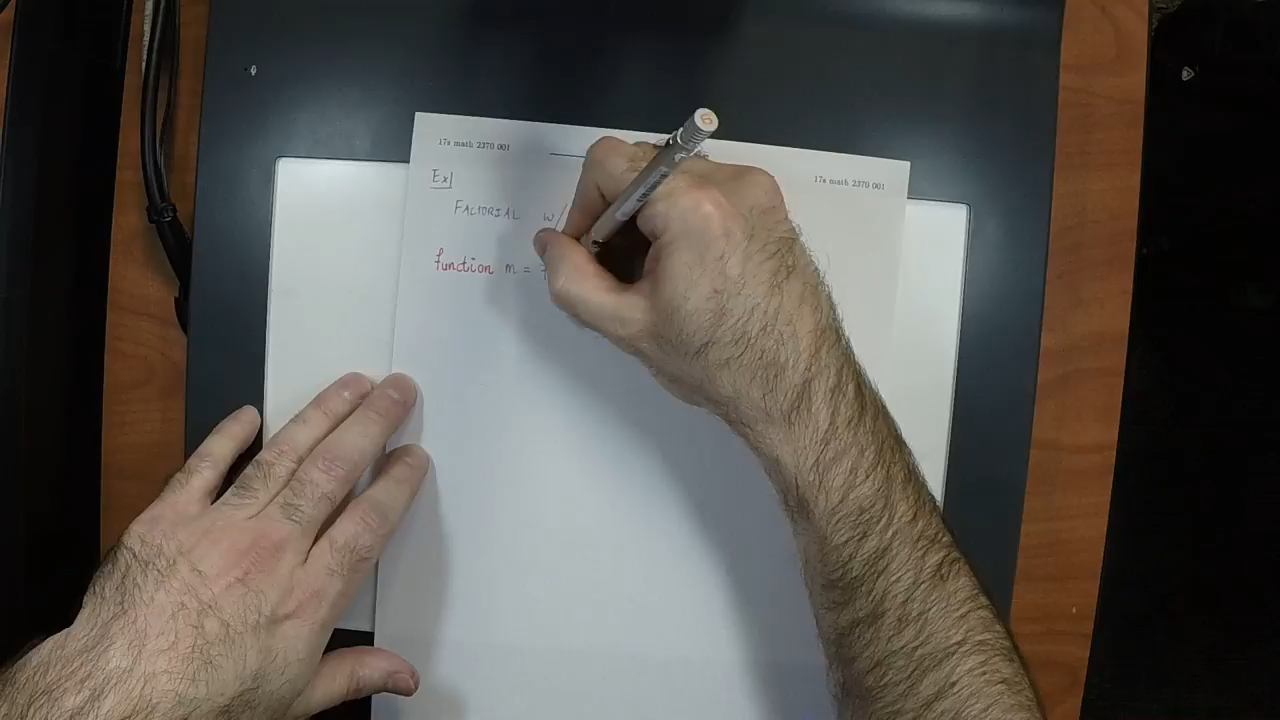 17s math 2370 001
17s math 2370 001
Ex|
FACTORIAL w/
function m =